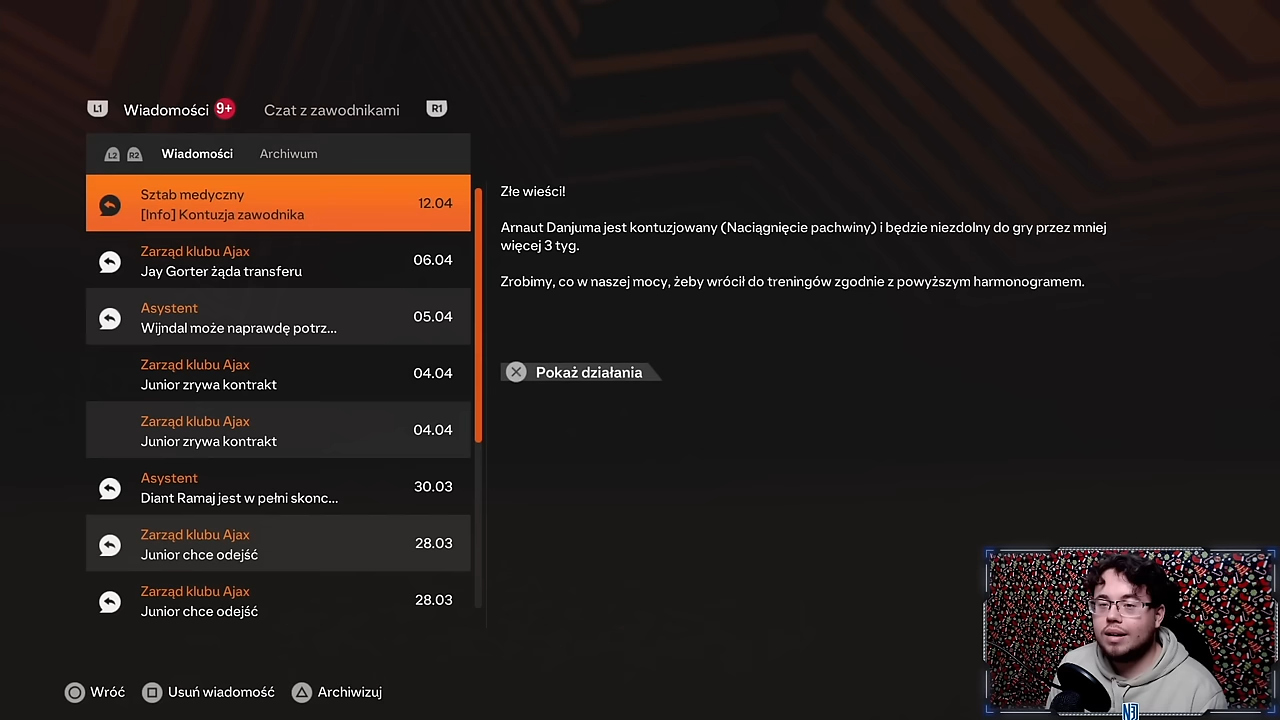 L1 Wiadomości 9+ Czat z zawodnikami R1
L2 R2 Wiadomości Archiwum
Sztab medyczny
[Info] Kontuzja zawodnika
12.04
Zarząd klubu Ajax
Jay Gorter żąda transferu
06.04
Asystent
Wijndal może naprawdę potrz...
05.04
Zarząd klubu Ajax
Junior zrywa kontrakt
04.04
Zarząd klubu Ajax
Junior zrywa kontrakt
04.04
Asystent
Diant Ramaj jest w pełni skonc...
30.03
Zarząd klubu Ajax
Junior chce odejść
28.03
Zarząd klubu Ajax
Junior chce odejść
28.03
Złe wieści!
Arnaut Danjuma jest kontuzjowany (Naciągnięcie pachwiny) i będzie niezdolny do gry przez mniej
więcej 3 tyg.
Zrobimy, co w naszej mocy, żeby wrócił do treningów zgodnie z powyższym harmonogramem.
Pokaż działania
Wróć Usuń wiadomość Archiwizuj